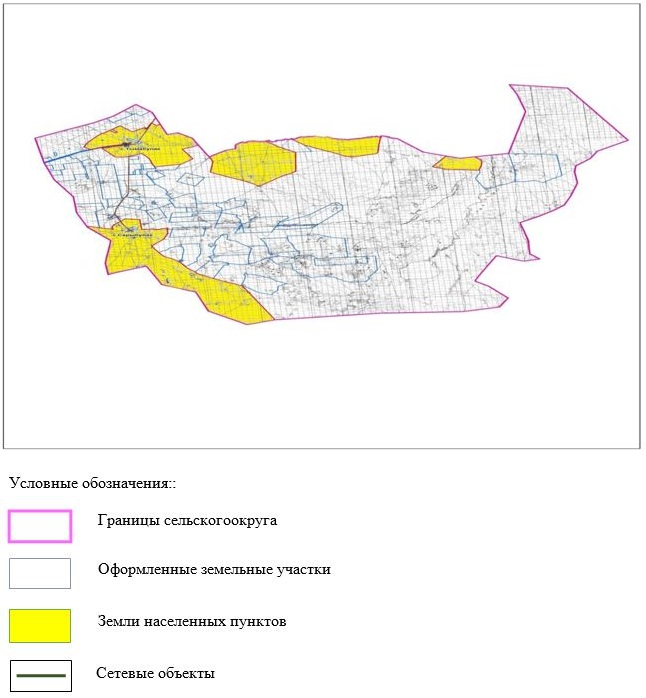 Условные обозначения::
Границы сельскогоокруга
Оформленные земельные участки
Земли населенных пунктов
Сетевые объекты